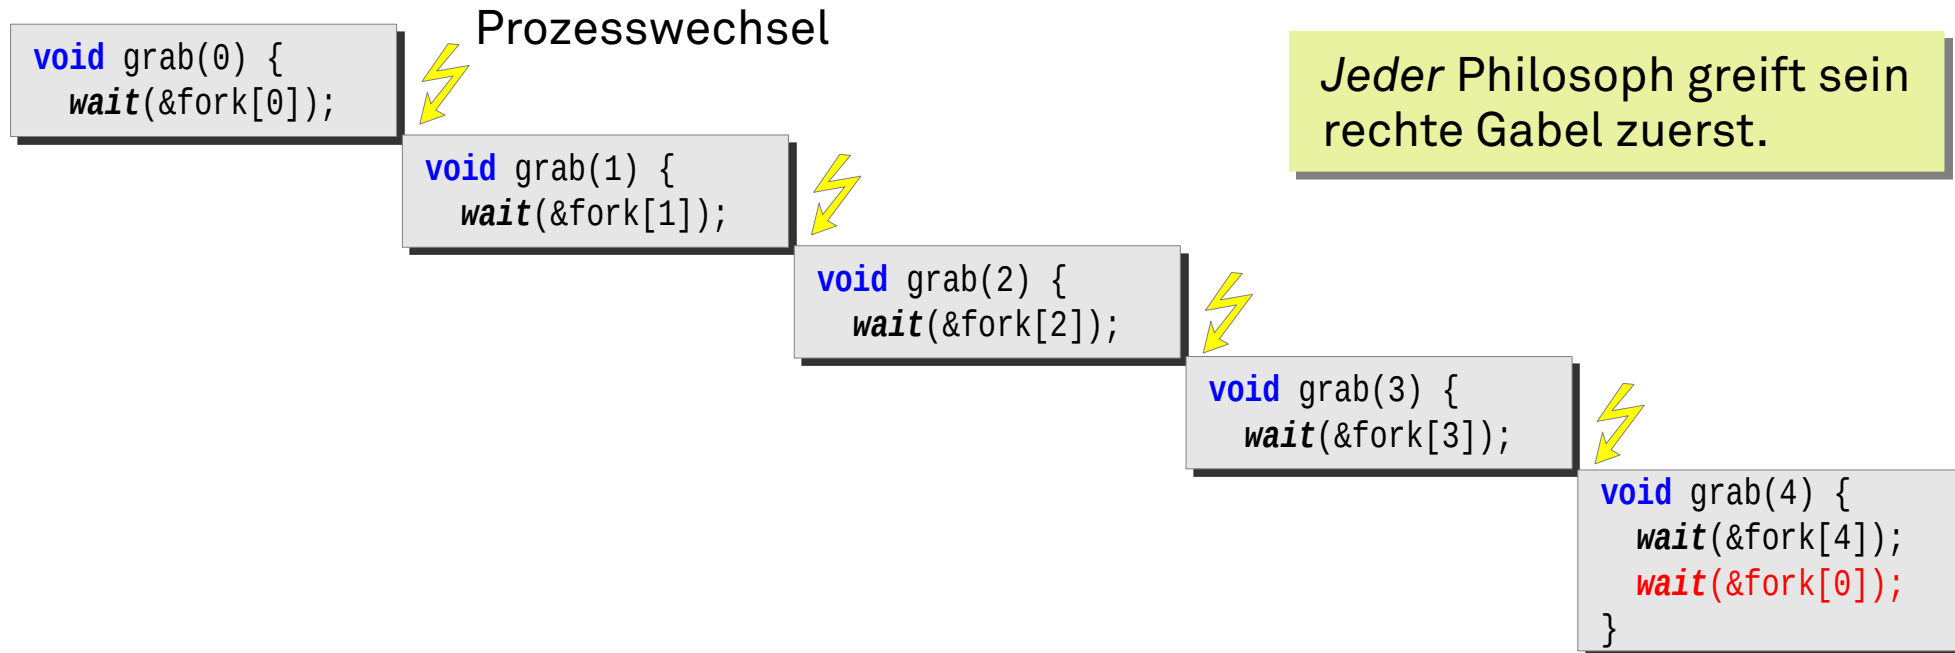 Prozesswechsel
void grab(0) {
wait(&fork[0]);
Jeder Philosoph greift sein
rechte Gabel zuerst.
void grab(1) {
wait(&fork[1]);
void grab(2) {
wait(&fork[2]);
void grab(3) {
wait(&fork[3]);
void grab(4) {
wait(&fork[4]);
wait(&fork[0]);
}